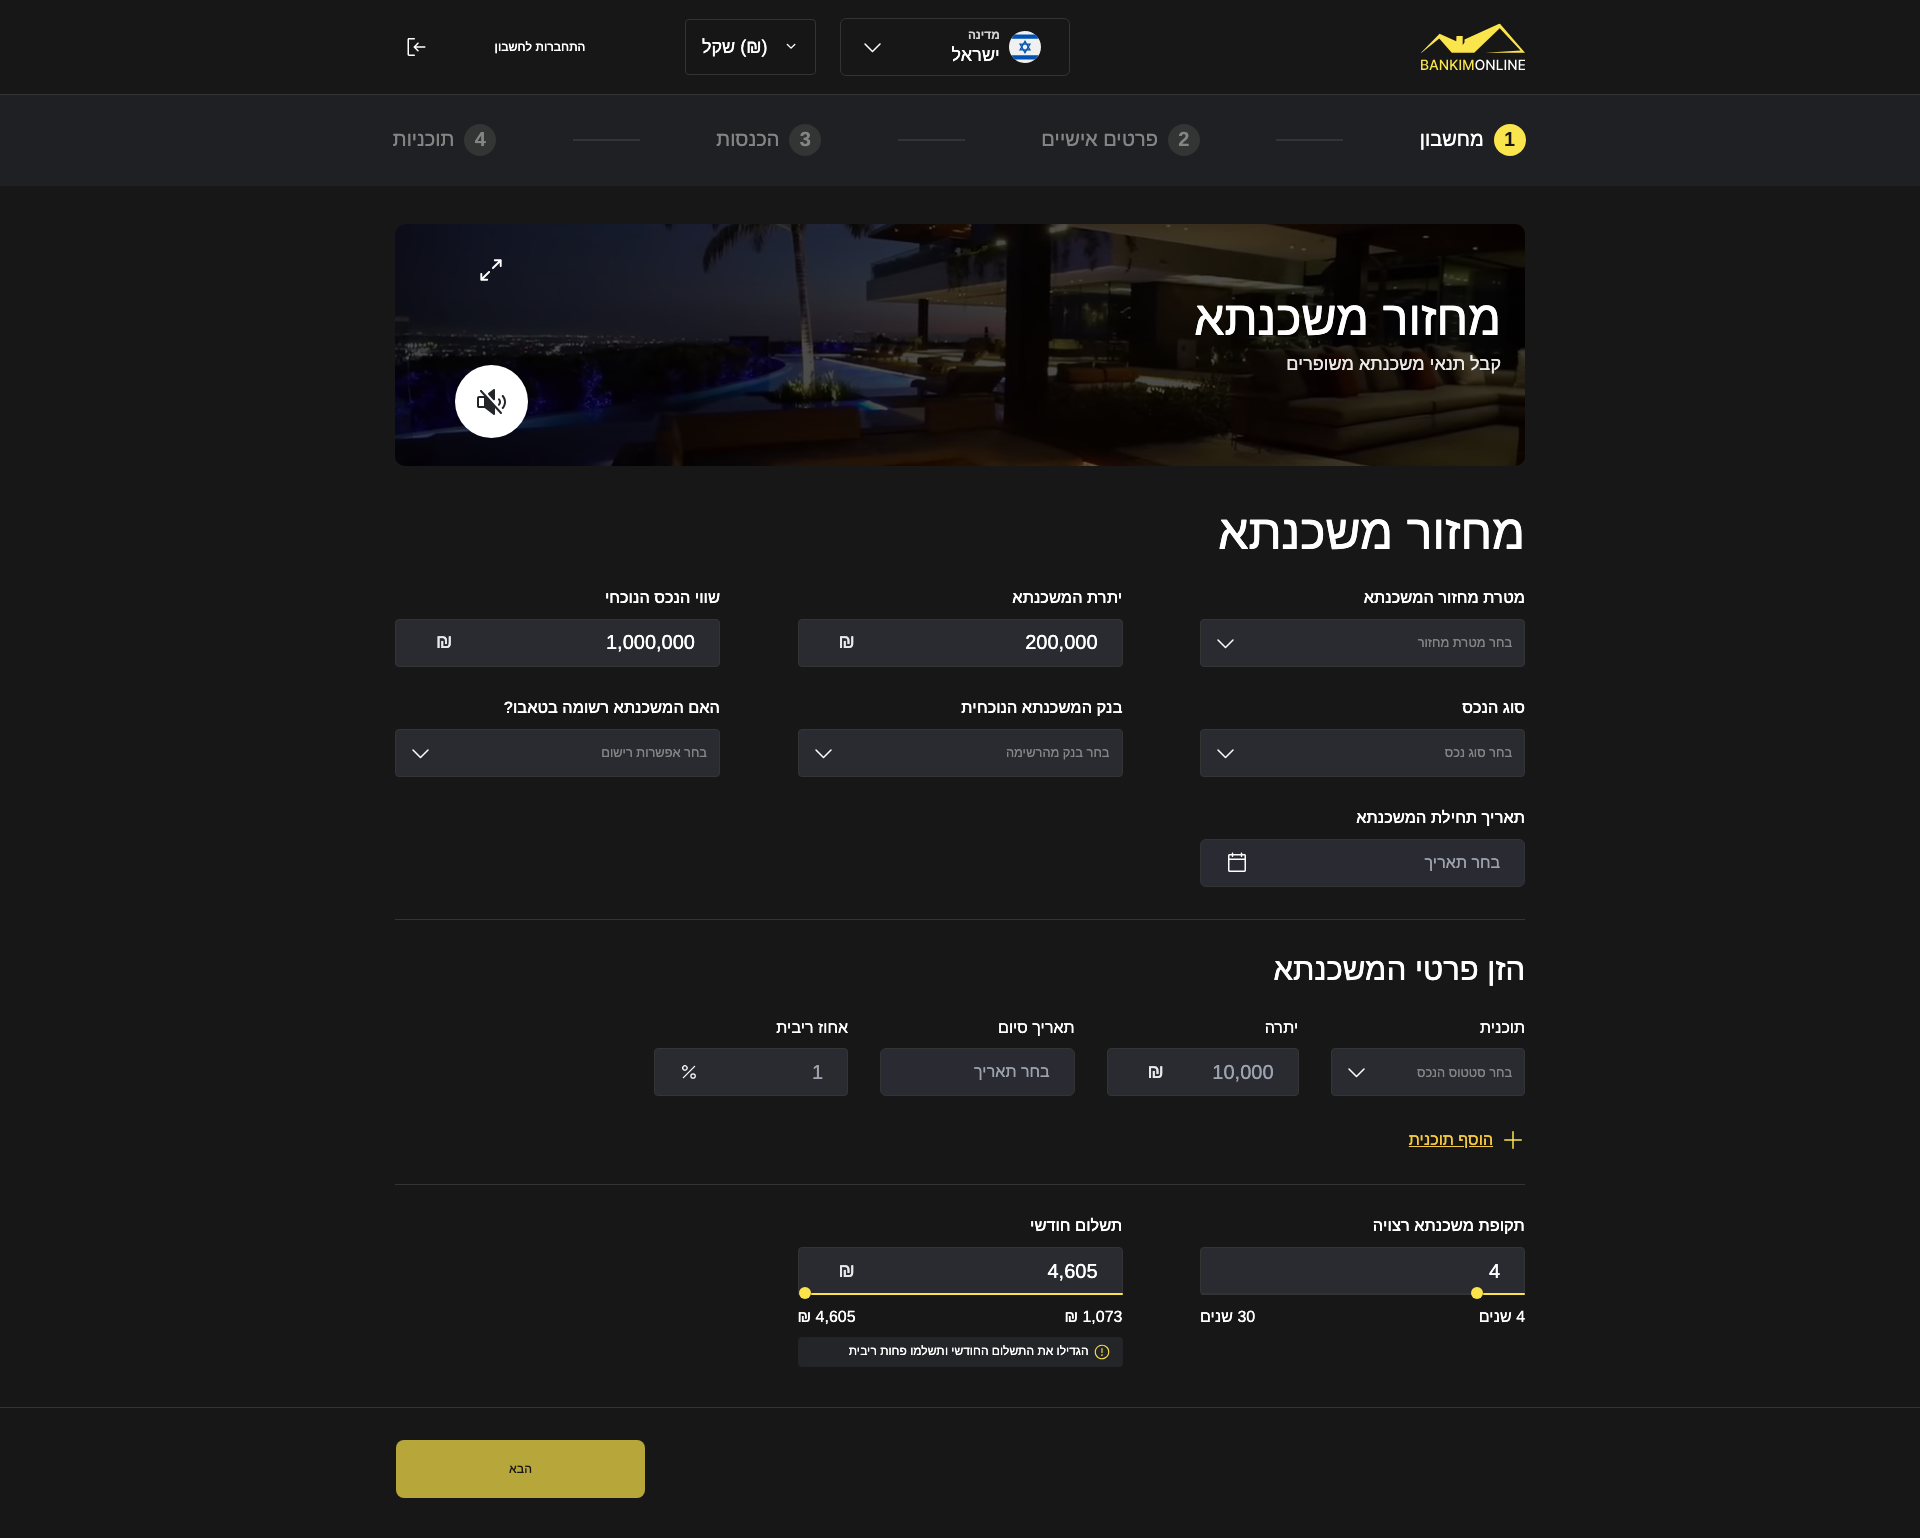 BANKIMONLINE
מדינה
ישראל
שקל (₪)
התחברות לחשבון
1 מחשבון
2 פרטים אישיים
3 הכנסות
4 תוכניות
מחזור משכנתא
קבל תנאי משכנתא משופרים
מחזור משכנתא
מטרת מחזור המשכנתא
יתרת המשכנתא
שווי הנכס הנוכחי
בחר מטרת מחזור
200,000 ₪
1,000,000 ₪
סוג הנכס
בנק המשכנתא הנוכחית
האם המשכנתא רשומה בטאבו?
בחר סוג נכס
בחר בנק מהרשימה
בחר אפשרות רישום
תאריך תחילת המשכנתא
בחר תאריך
הזן פרטי המשכנתא
תוכנית
יתרה
תאריך סיום
אחוז ריבית
בחר סטטוס הנכס
10,000 ₪
בחר תאריך
1 %
הוסף תוכנית
תקופת משכנתא רצויה
תשלום חודשי
4
4,605 ₪
4 שנים
30 שנים
1,073 ₪
4,605 ₪
הגדילו את התשלום החודשי ותשלמו פחות ריבית
הבא